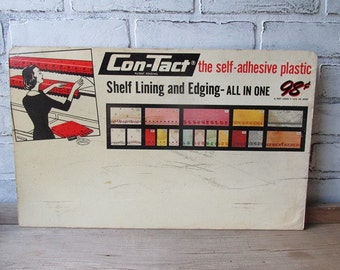 Con-Tact®
the self-adhesive plastic
Shelf Lining and Edging-ALL IN ONE
98¢